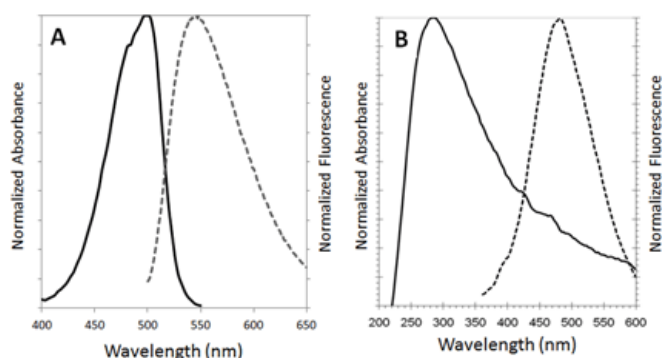 A
Normalized Absorbance
Normalized Fluorescence
400 450 500 550 600 650
Wavelength (nm)
B
Normalized Absorbance
Normalized Fluorescence
200 250 300 350 400 450 500 550 600
Wavelength (nm)